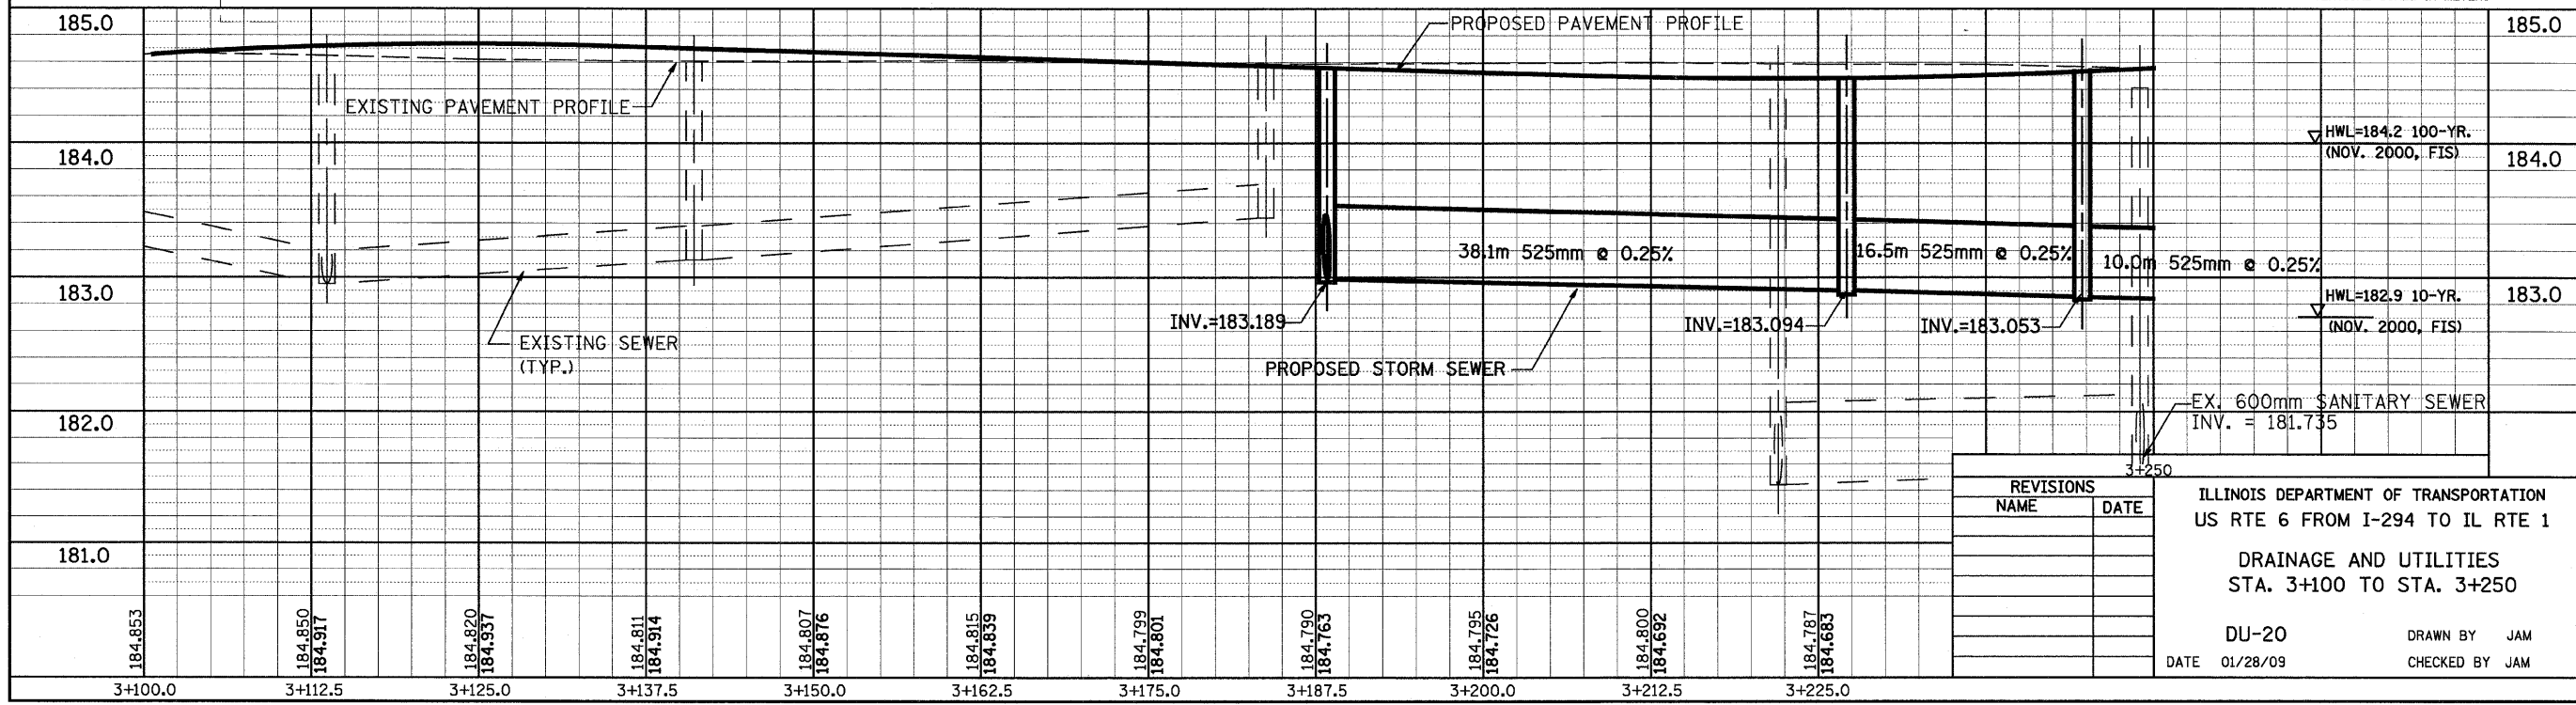 185.0
185.0
PROPOSED PAVEMENT PROFILE
EXISTING PAVEMENT PROFILE
HWL=184.2 100-YR.
(NOV. 2000, FIS)
184.0
184.0
38.1m 525mm @ 0.25%
16.5m 525mm @ 0.25%
10.0m 525mm @ 0.25%
183.0
183.0
HWL=182.9 10-YR.
(NOV. 2000, FIS)
INV.=183.189
INV.=183.094
INV.=183.053
EXISTING SEWER
(TYP.)
PROPOSED STORM SEWER
EX. 600mm SANITARY SEWER
INV. = 181.735
182.0
3+250
181.0
REVISIONS
NAME DATE
ILLINOIS DEPARTMENT OF TRANSPORTATION
US RTE 6 FROM I-294 TO IL RTE 1
DRAINAGE AND UTILITIES
STA. 3+100 TO STA. 3+250
DU-20
DRAWN BY JAM
DATE 01/28/09
CHECKED BY JAM
184.853
184.850
184.917
184.820
184.937
184.811
184.914
184.807
184.876
184.815
184.839
184.799
184.801
184.790
184.763
184.795
184.726
184.800
184.692
184.787
184.683
3+100.0
3+112.5
3+125.0
3+137.5
3+150.0
3+162.5
3+175.0
3+187.5
3+200.0
3+212.5
3+225.0